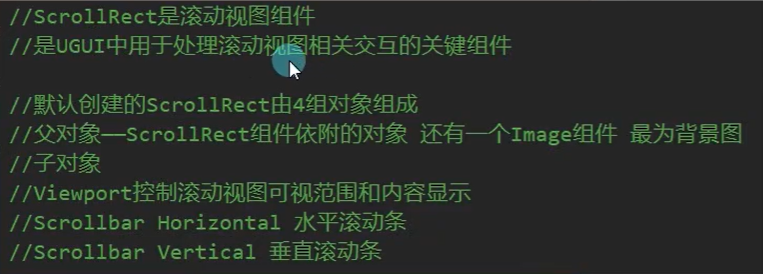 //ScrollRect是滚动视图组件
//是UGUI中用于处理滚动视图相关交互的关键组件
//默认创建的ScrollRect由4组对象组成
//父对象——ScrollRect组件依附的对象 还有一个Image组件 最为背景图
//子对象
//Viewport控制滚动视图可视范围和内容显示
//Scrollbar Horizontal 水平滚动条
//Scrollbar Vertical 垂直滚动条